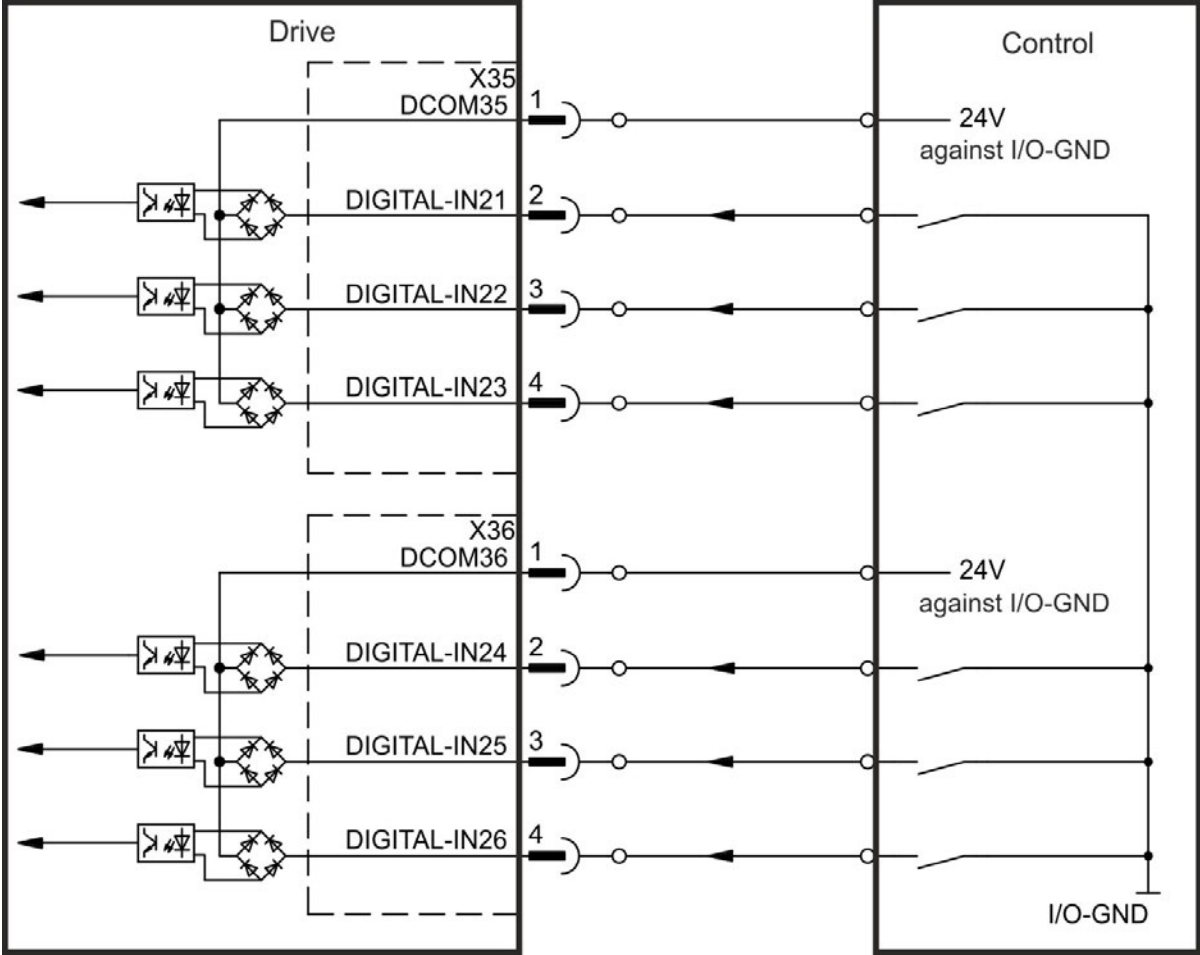 Drive
Control
X35
DCOM35
1
24V
against I/O-GND
DIGITAL-IN21
2
DIGITAL-IN22
3
DIGITAL-IN23
4
X36
DCOM36
1
24V
against I/O-GND
DIGITAL-IN24
2
DIGITAL-IN25
3
DIGITAL-IN26
4
I/O-GND